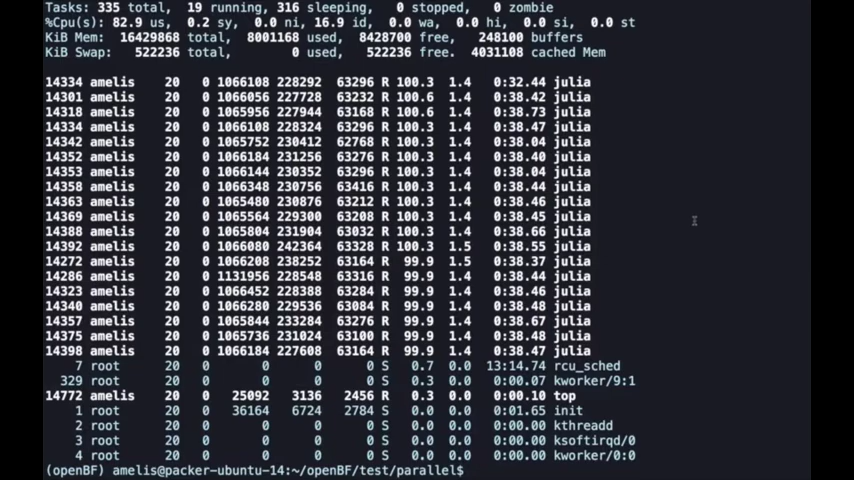 Tasks: 335 total, 19 running, 316 sleeping, 0 stopped, 0 zombie
%Cpu(s): 82.9 us, 0.2 sy, 0.0 ni, 16.9 id, 0.0 wa, 0.0 hi, 0.0 si, 0.0 st
KiB Mem: 16429868 total, 8001168 used, 8428700 free, 248100 buffers
KiB Swap: 522236 total, 0 used, 522236 free. 4031108 cached Mem
14334 amelis 20 0 1066108 228292 63296 R 100.3 1.4 0:32.44 julia
14301 amelis 20 0 1066056 227728 63232 R 100.6 1.4 0:38.42 julia
14318 amelis 20 0 1065956 227944 63168 R 100.6 1.4 0:38.73 julia
14334 amelis 20 0 1066108 228324 63296 R 100.3 1.4 0:38.47 julia
14342 amelis 20 0 1065752 230412 62768 R 100.3 1.4 0:38.04 julia
14352 amelis 20 0 1066184 231256 63276 R 100.3 1.4 0:38.40 julia
14353 amelis 20 0 1066144 230352 63236 R 100.3 1.4 0:38.04 julia
14358 amelis 20 0 1066348 230756 63316 R 100.3 1.4 0:38.44 julia
14363 amelis 20 0 1065480 230876 63212 R 100.3 1.4 0:38.46 julia
14369 amelis 20 0 1065564 229300 63208 R 100.3 1.4 0:38.45 julia
14388 amelis 20 0 1065804 231904 63032 R 100.3 1.4 0:38.66 julia
14392 amelis 20 0 1066080 242364 63328 R 100.3 1.5 0:38.55 julia
14272 amelis 20 0 1066208 238252 63164 R 99.9 1.5 0:38.37 julia
14286 amelis 20 0 1131956 228548 63316 R 99.9 1.4 0:38.44 julia
14323 amelis 20 0 1066452 228388 63284 R 99.9 1.4 0:38.46 julia
14340 amelis 20 0 1066280 229536 63084 R 99.9 1.4 0:38.48 julia
14357 amelis 20 0 1065844 233284 63276 R 99.9 1.4 0:38.67 julia
14375 amelis 20 0 1065736 231024 63100 R 99.9 1.4 0:38.48 julia
14398 amelis 20 0 1066184 227608 63164 R 99.9 1.4 0:38.47 julia
7 root 20 0 0 0 0 S 0.7 0.0 13:14.74 rcu_sched
329 root 20 0 0 0 0 S 0.3 0.0 0:00.07 kworker/9:1
14772 amelis 20 0 25092 3136 2456 R 0.3 0.0 0:00.10 top
1 root 20 0 36164 6724 2784 S 0.0 0.0 0:01.65 init
2 root 20 0 0 0 0 S 0.0 0.0 0:00.00 kthreadd
3 root 20 0 0 0 0 S 0.0 0.0 0:00.00 ksoftirqd/0
4 root 20 0 0 0 0 S 0.0 0.0 0:00.00 kworker/0:0
(openBF) amelis@packer-ubuntu-14:~/openBF/test/parallel$